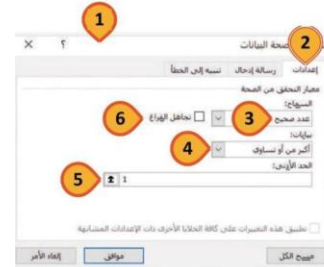 1
صحة البيانات 2
إعدادات رسالة إدخال تنبيه إلى الخطأ
معيار التحقق من الصحة
السماح:
عدد صحيح 3 تجاهل الفراغ 6
بيانات:
أكبر من أو تساوي 4
الحد الأدنى:
1 5
تطبيق هذه التغييرات على كافة الخلايا الأخرى ذات الإعدادات المشابهة
مسح الكل موافق إلغاء الأمر